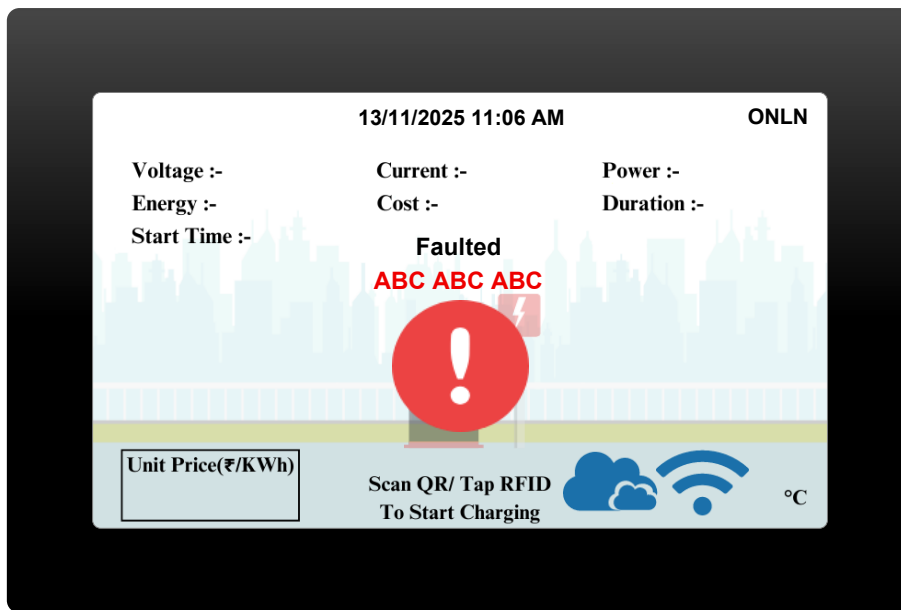 13/11/2025 11:06 AM ONLN
Voltage :- Current :- Power :-
Energy :- Cost :- Duration :-
Start Time :-
Faulted
ABC ABC ABC
Unit Price(₹/KWh)
Scan QR/ Tap RFID
To Start Charging
°C